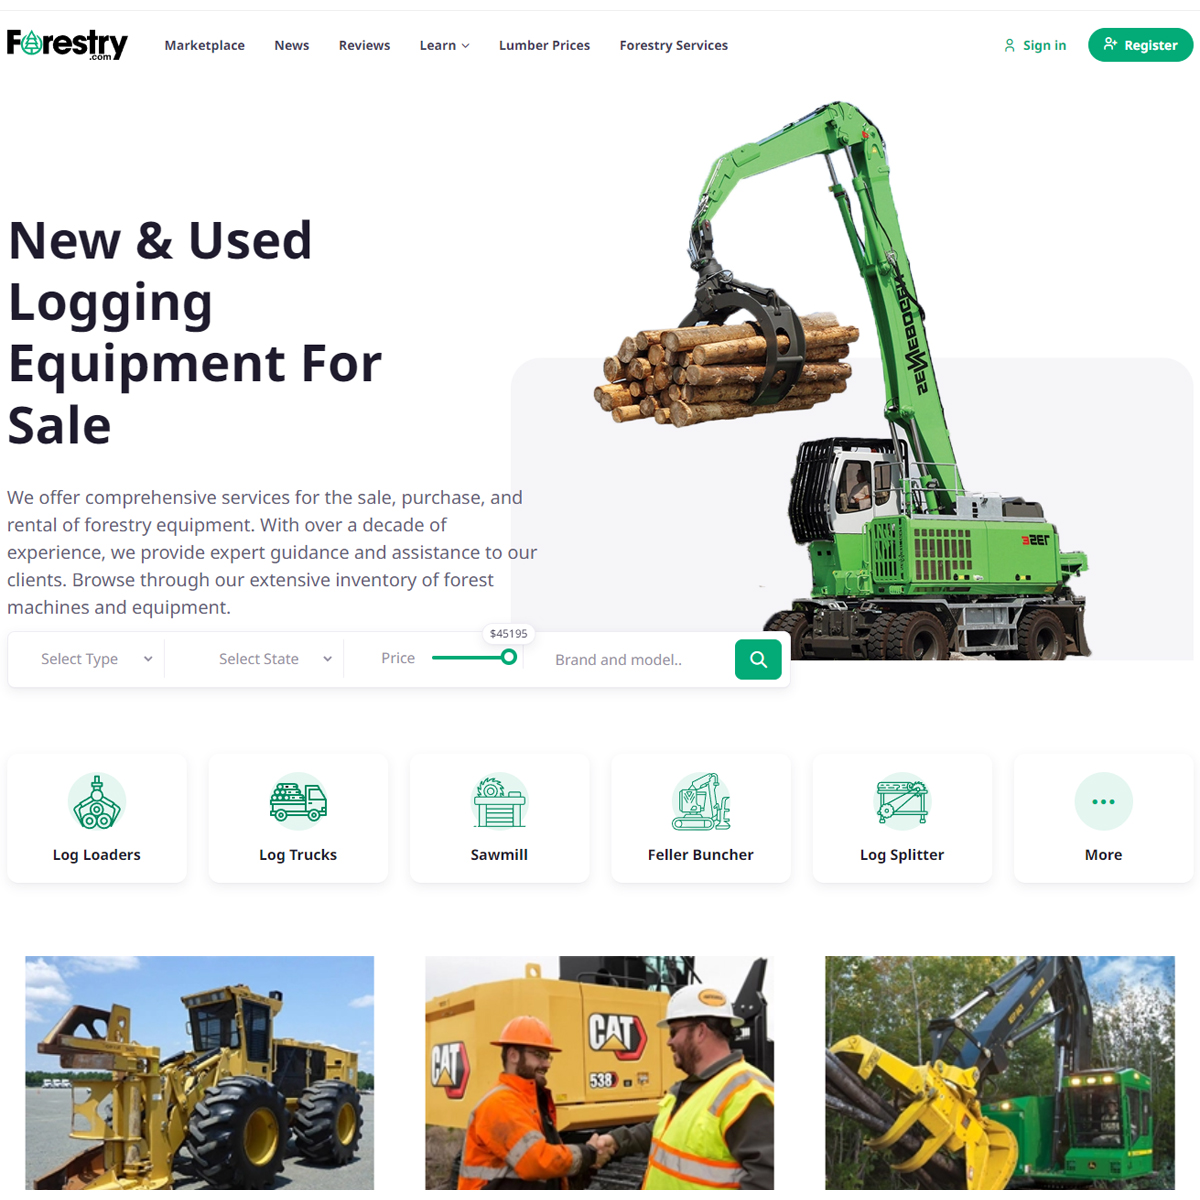 Forestry
.com
Marketplace
News
Reviews
Learn
Lumber Prices
Forestry Services
Sign in
Register
New & Used
Logging
Equipment For
Sale
We offer comprehensive services for the sale, purchase, and
rental of forestry equipment. With over a decade of
experience, we provide expert guidance and assistance to our
clients. Browse through our extensive inventory of forest
machines and equipment.
SENNEBOGEN
735E
Select Type
Select State
Price
$45195
Brand and model..
Log Loaders
Log Trucks
Sawmill
Feller Buncher
Log Splitter
More
CAT
CAT
538